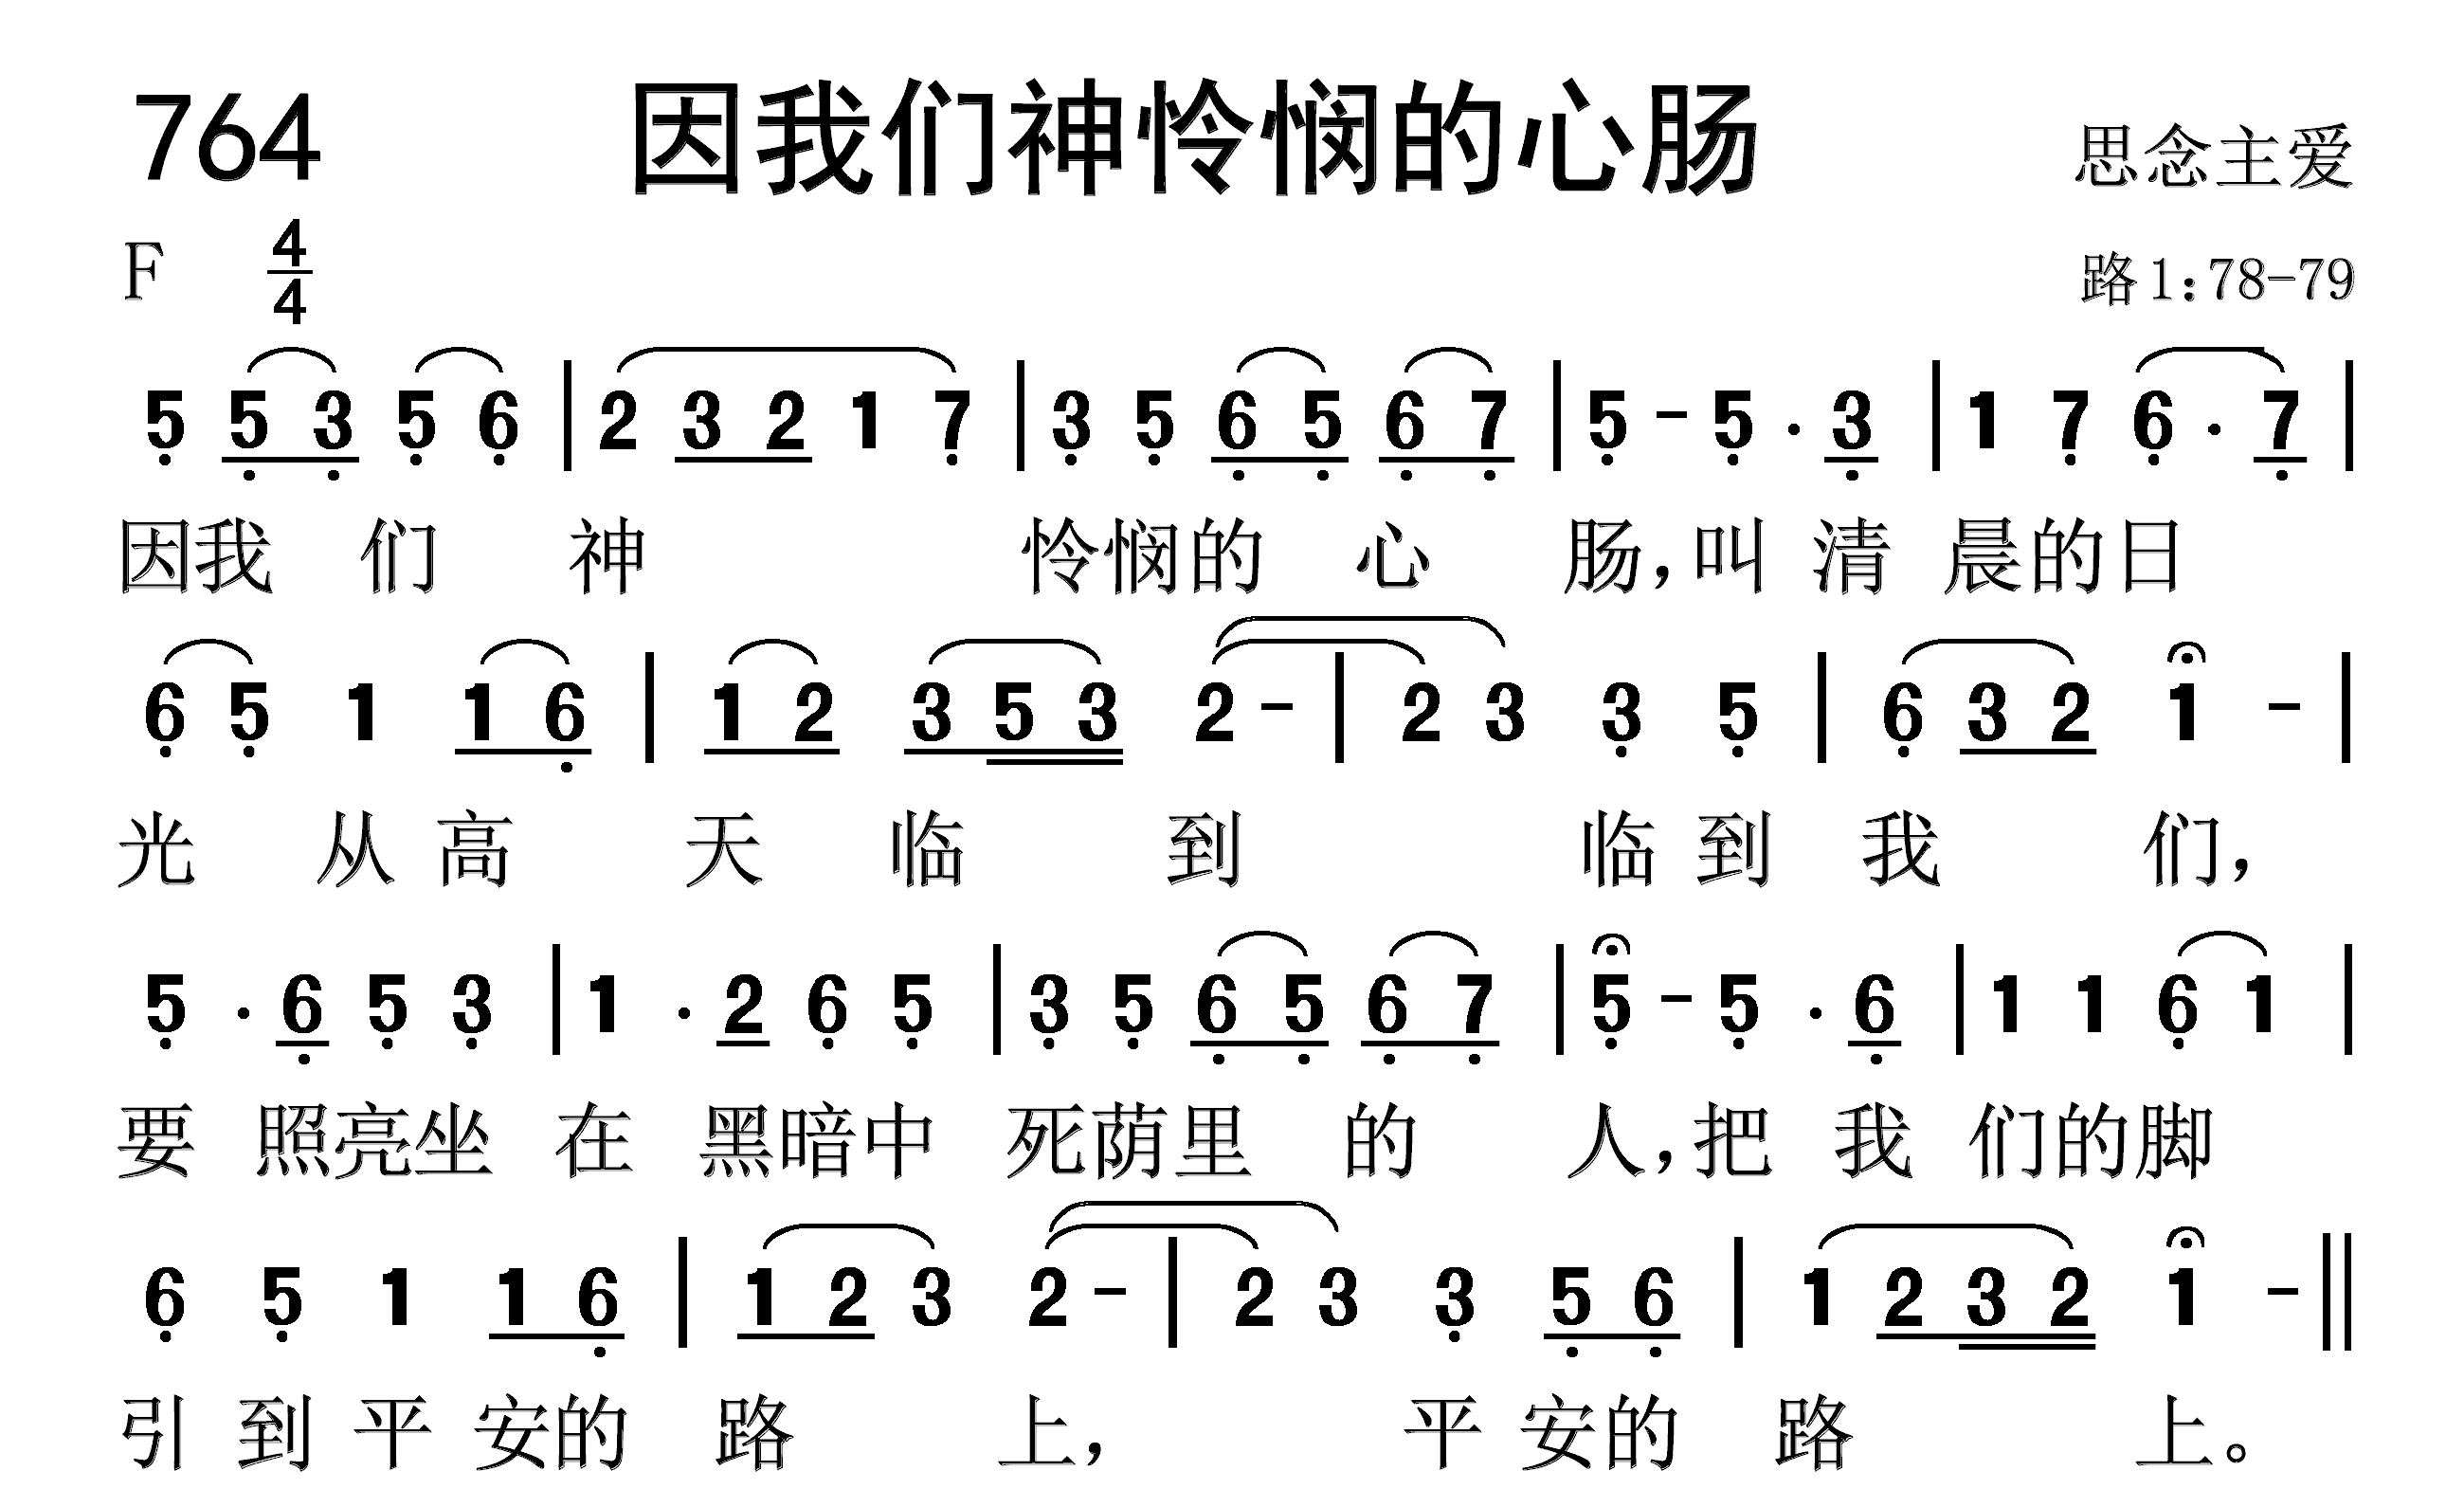 764 因我们神怜悯的心肠 思念主爱
F 4/4 路1:78-79
5 5 3 5 6 | 2 3 2 1 7 | 3 5 6 5 6 7 | 5 - 5 · 3 | 1 7 6 · 7 |
因我 们 神 怜悯的 心 肠，叫 清 晨的日
6 5 1 1 6 | 1 2 3 5 3 2 - | 2 3 3 5 | 6 3 2 1 - |
光 从 高 天 临 到 临 到 我 们，
5 · 6 5 3 | 1 · 2 6 5 | 3 5 6 5 6 7 | 5 - 5 · 6 | 1 1 6 1 |
要 照亮坐 在 黑暗中 死荫里 的 人，把 我 们的脚
6 5 1 1 6 | 1 2 3 2 - | 2 3 3 5 6 | 1 2 3 2 1 - ‖
引 到 平 安的 路 上， 平 安的 路 上。